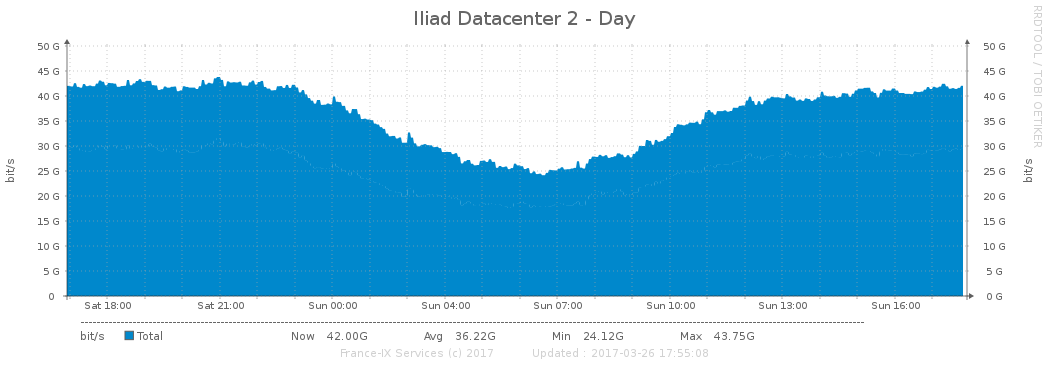 Iliad Datacenter 2 - Day
RRDTOOL / TOBI OETIKER
50 G 50 G
45 G 45 G
40 G 40 G
35 G 35 G
30 G 30 G
25 G 25 G
20 G 20 G
15 G 15 G
10 G 10 G
5 G 5 G
0 0 G
bit/s
bit/s
Sat 18:00 Sat 21:00 Sun 00:00 Sun 04:00 Sun 07:00 Sun 10:00 Sun 13:00 Sun 16:00
bit/s Total Now 42.00G Avg 36.22G Min 24.12G Max 43.75G
France-IX Services (c) 2017 Updated : 2017-03-26 17:55:08